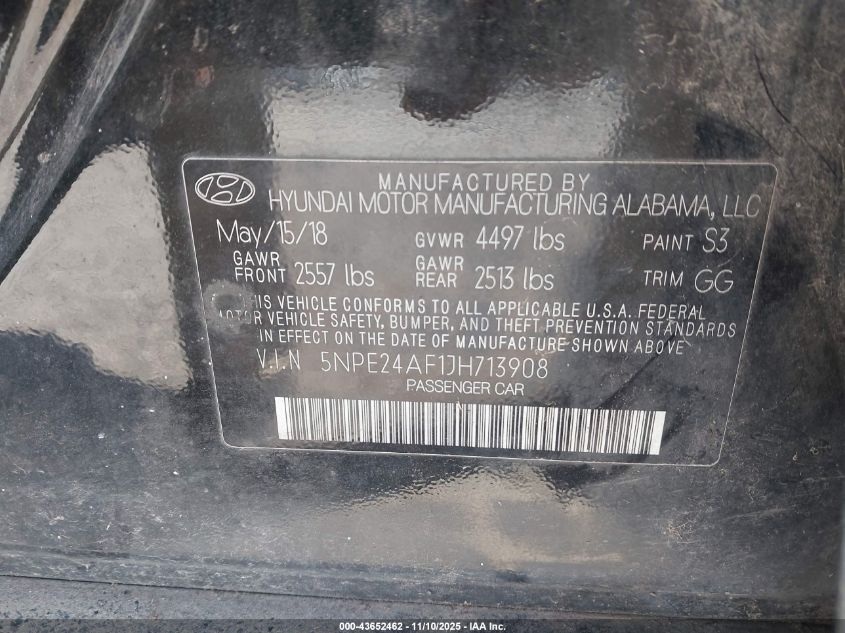 MANUFACTURED BY
HYUNDAI MOTOR MANUFACTURING ALABAMA, LLC
May/15/18 GVWR 4497 lbs PAINT S3
GAWR FRONT 2557 lbs GAWR REAR 2513 lbs TRIM GG
THIS VEHICLE CONFORMS TO ALL APPLICABLE U.S.A. FEDERAL
MOTOR VEHICLE SAFETY, BUMPER, AND THEFT PREVENTION STANDARDS
IN EFFECT ON THE DATE OF MANUFACTURE SHOWN ABOVE
V.I.N 5NPE24AF1JH713908
PASSENGER CAR
000-43652462 - 11/10/2025 - IAA Inc.